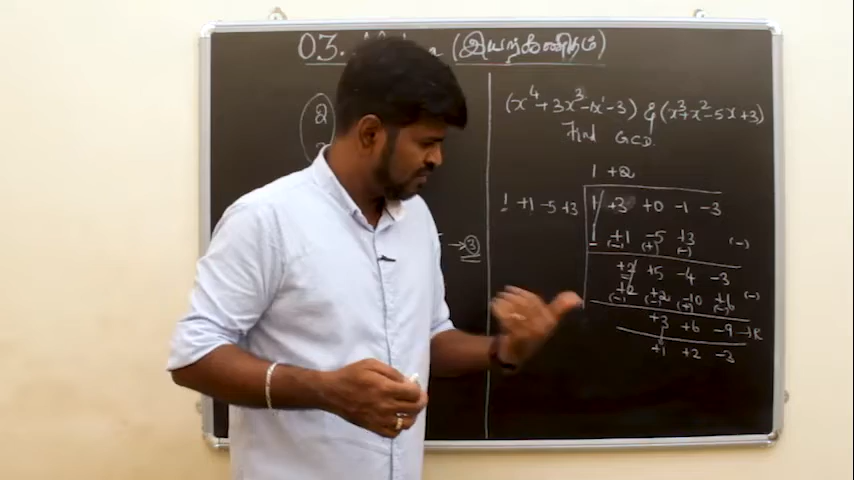 03. (இயற்கணிதம்)
2
→3
(x⁴+3x³-x-3) & (x³+x²-5x+3)
Find GCD.
1 +2
1 +1 -5 +3 1 +3 +0 -1 -3
+1 -5 +3 (-)
(-) (+) (-)
+2 +5 -4 -3
+2 +2 -10 (-)
(-) (-) (+)
+3 +6 -9 →R
+1 +2 -3